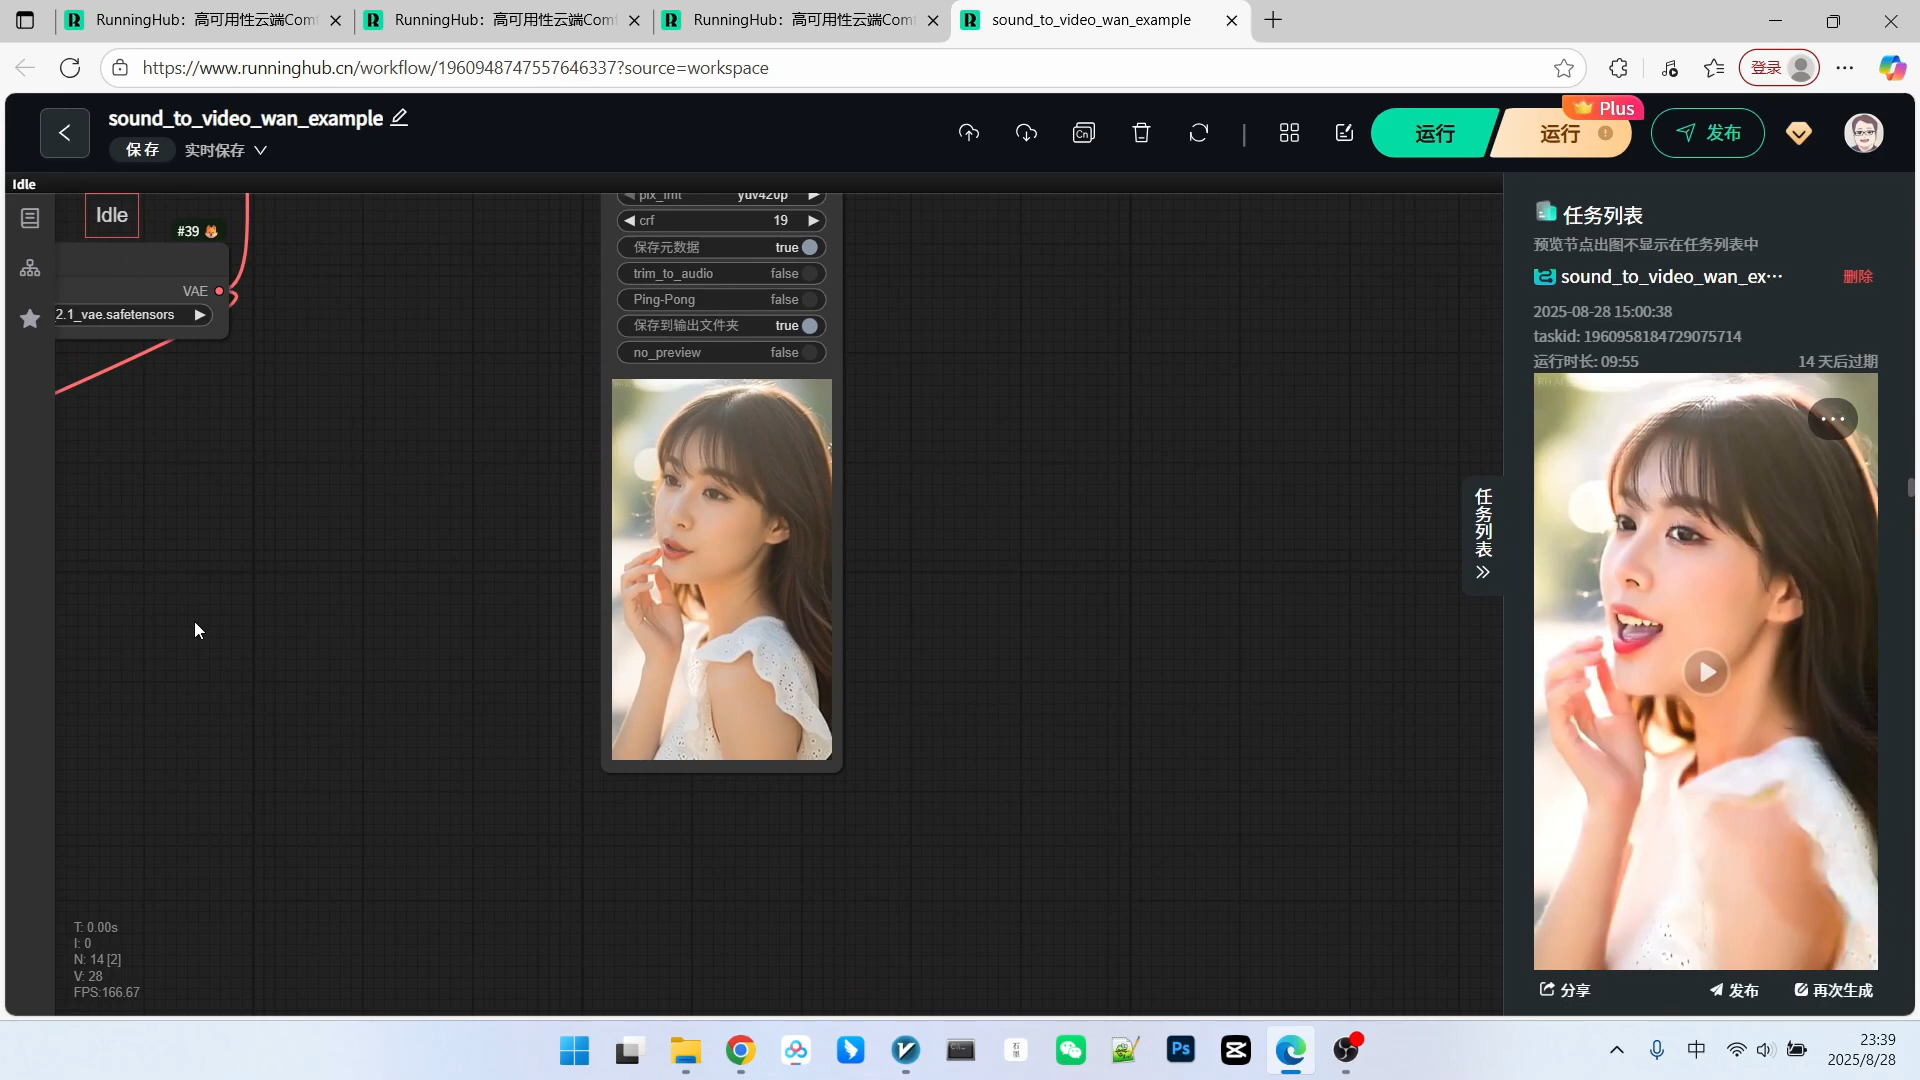 RunningHub：高可用性云端Com
RunningHub：高可用性云端Comf
RunningHub：高可用性云端Com
sound_to_video_wan_example
https://www.runninghub.cn/workflow/1960948747557646337?source=workspace
登录
sound_to_video_wan_example
保存
实时保存
Cn
运行
运行
Plus
发布
Idle
Idle
#39
VAE
2.1_vae.safetensors
pix_fmt yuv420p
crf 19
保存元数据 true
trim_to_audio false
Ping-Pong false
保存到输出文件夹 true
no_preview false
任务列表
任务列表
预览节点出图不显示在任务列表中
sound_to_video_wan_ex···
删除
2025-08-28 15:00:38
taskid: 1960958184729075714
运行时长: 09:55
14 天后过期
分享
发布
再次生成
T: 0.00s
I: 0
N: 14 [2]
V: 28
FPS:166.67
石墨
Ps
中
23:39
2025/8/28